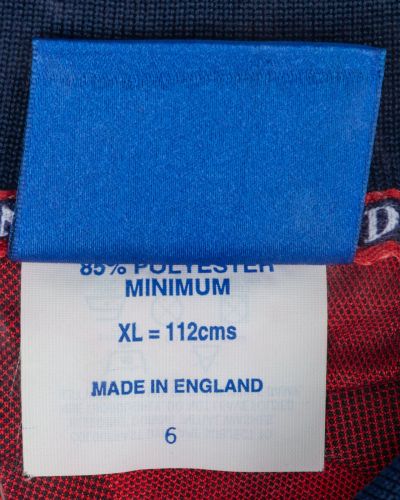 N D
85% POLYESTER
MINIMUM
XL = 112cms
MADE IN ENGLAND
6